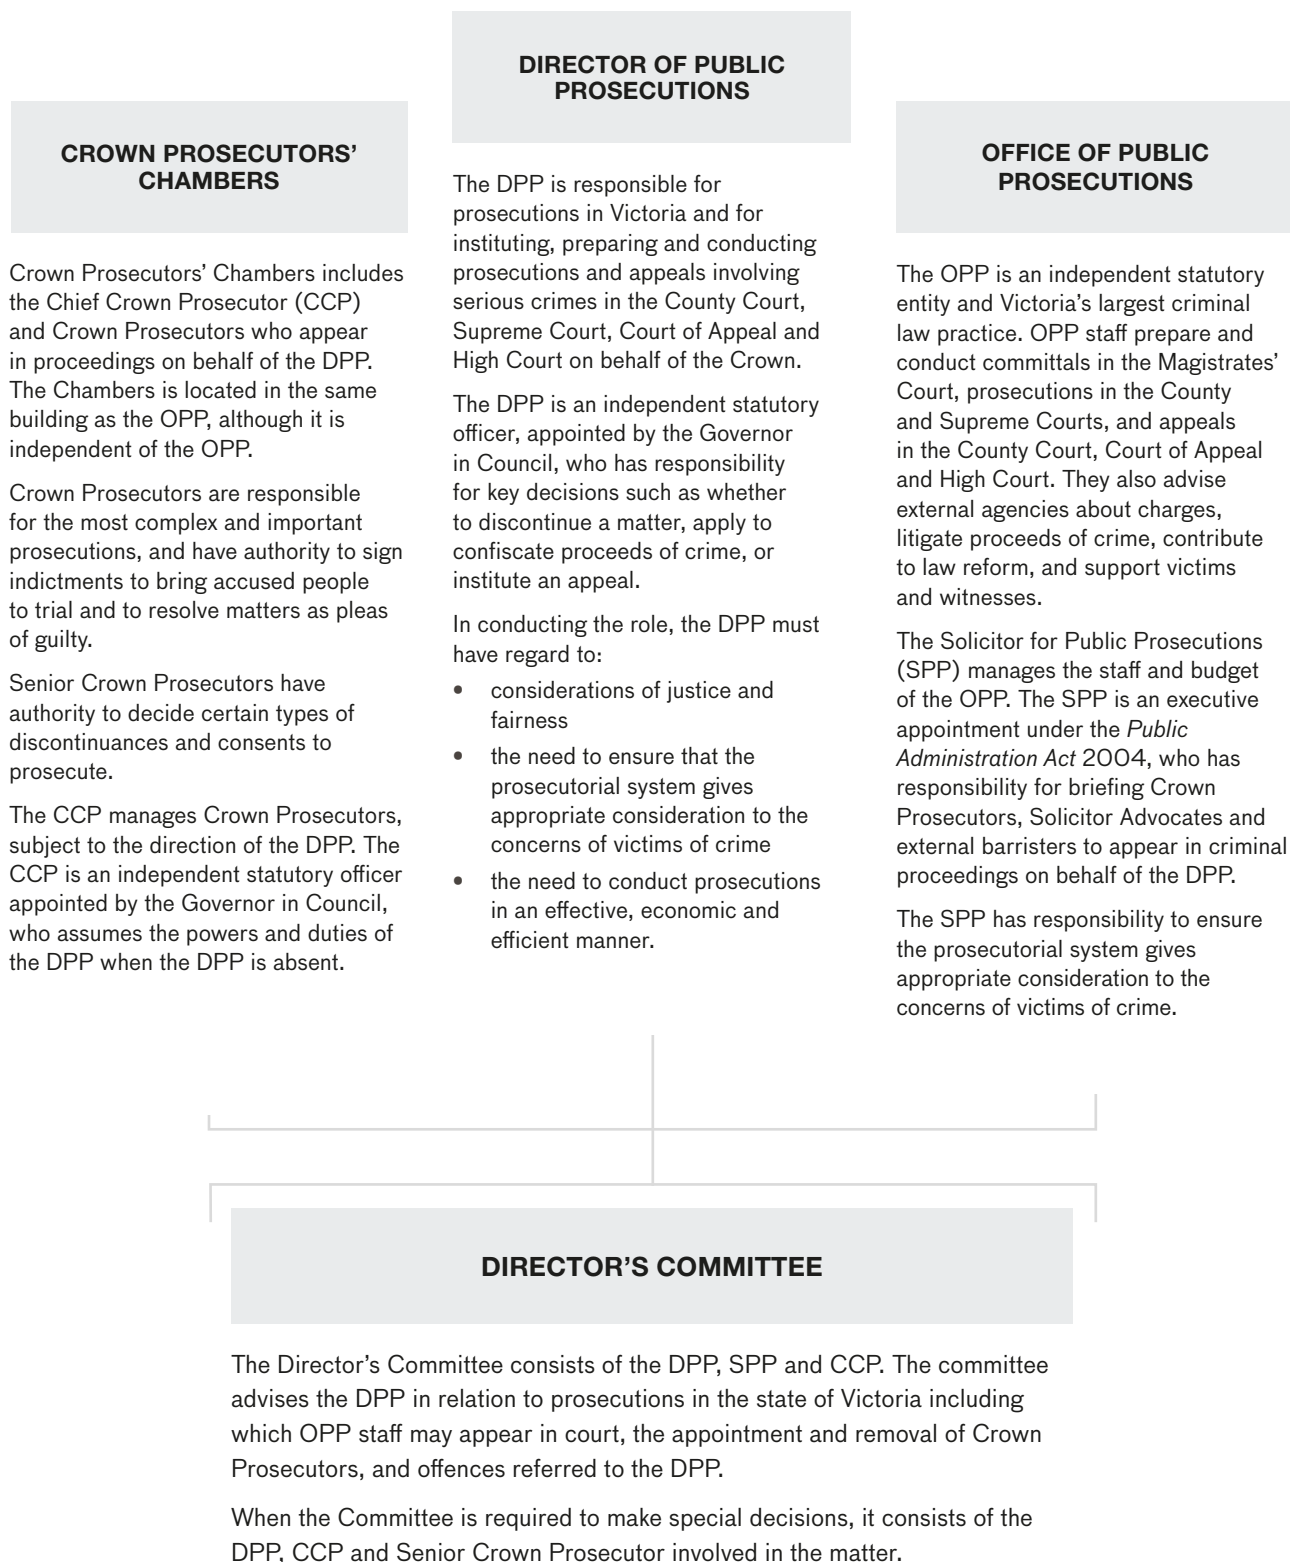 DIRECTOR OF PUBLIC
PROSECUTIONS
CROWN PROSECUTORS’
CHAMBERS
OFFICE OF PUBLIC
PROSECUTIONS
Crown Prosecutors’ Chambers includes
the Chief Crown Prosecutor (CCP)
and Crown Prosecutors who appear
in proceedings on behalf of the DPP.
The Chambers is located in the same
building as the OPP, although it is
independent of the OPP.
Crown Prosecutors are responsible
for the most complex and important
prosecutions, and have authority to sign
indictments to bring accused people
to trial and to resolve matters as pleas
of guilty.
Senior Crown Prosecutors have
authority to decide certain types of
discontinuances and consents to
prosecute.
The CCP manages Crown Prosecutors,
subject to the direction of the DPP. The
CCP is an independent statutory officer
appointed by the Governor in Council,
who assumes the powers and duties of
the DPP when the DPP is absent.
The DPP is responsible for
prosecutions in Victoria and for
instituting, preparing and conducting
prosecutions and appeals involving
serious crimes in the County Court,
Supreme Court, Court of Appeal and
High Court on behalf of the Crown.
The DPP is an independent statutory
officer, appointed by the Governor
in Council, who has responsibility
for key decisions such as whether
to discontinue a matter, apply to
confiscate proceeds of crime, or
institute an appeal.
In conducting the role, the DPP must
have regard to:
• considerations of justice and
fairness
• the need to ensure that the
prosecutorial system gives
appropriate consideration to the
concerns of victims of crime
• the need to conduct prosecutions
in an effective, economic and
efficient manner.
The OPP is an independent statutory
entity and Victoria’s largest criminal
law practice. OPP staff prepare and
conduct committals in the Magistrates’
Court, prosecutions in the County
and Supreme Courts, and appeals
in the County Court, Court of Appeal
and High Court. They also advise
external agencies about charges,
litigate proceeds of crime, contribute
to law reform, and support victims
and witnesses.
The Solicitor for Public Prosecutions
(SPP) manages the staff and budget
of the OPP. The SPP is an executive
appointment under the Public
Administration Act 2004, who has
responsibility for briefing Crown
Prosecutors, Solicitor Advocates and
external barristers to appear in criminal
proceedings on behalf of the DPP.
The SPP has responsibility to ensure
the prosecutorial system gives
appropriate consideration to the
concerns of victims of crime.
DIRECTOR’S COMMITTEE
The Director’s Committee consists of the DPP, SPP and CCP. The committee
advises the DPP in relation to prosecutions in the state of Victoria including
which OPP staff may appear in court, the appointment and removal of Crown
Prosecutors, and offences referred to the DPP.
When the Committee is required to make special decisions, it consists of the
DPP, CCP and Senior Crown Prosecutor involved in the matter.